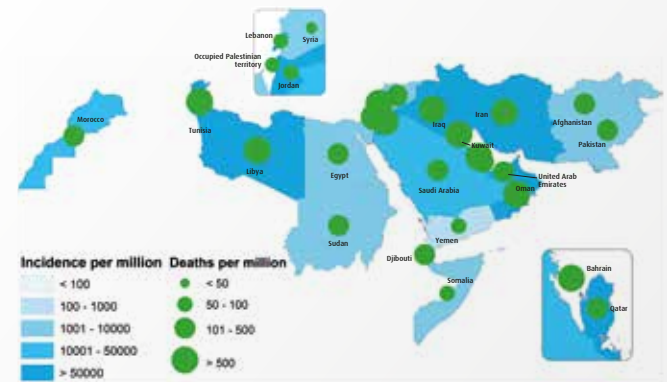 Lebanon
Syria
Occupied Palestinian
territory
Jordan
Morocco
Tunisia
Libya
Egypt
Sudan
Iraq
Iran
Kuwait
Afghanistan
Pakistan
Saudi Arabia
United Arab
Emirates
Oman
Yemen
Djibouti
Somalia
Bahrain
Qatar
Incidence per million
< 100
100 - 1000
1001 - 10000
10001 - 50000
> 50000
Deaths per million
< 50
50 - 100
101 - 500
> 500